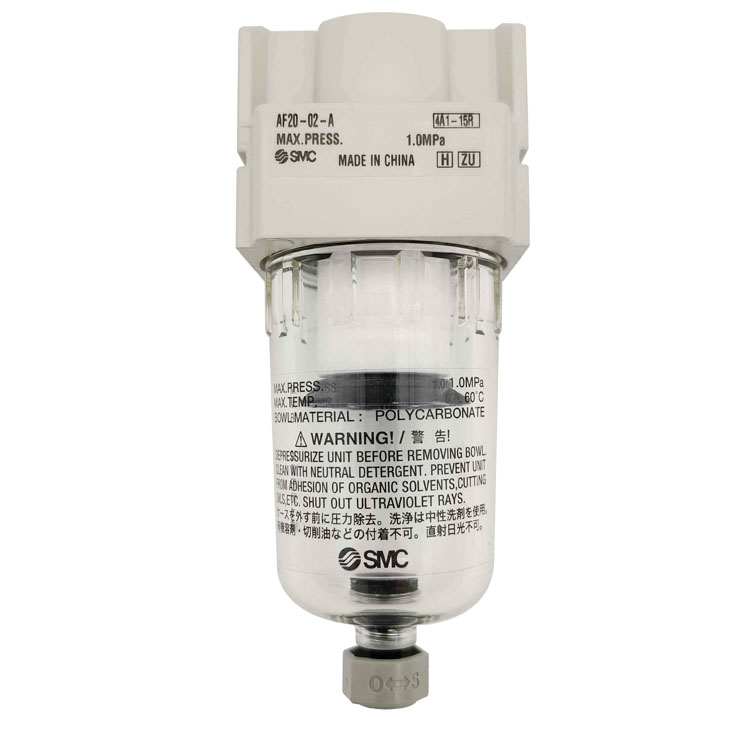 AF20-02-A 4A1-15R
MAX.PRESS. 1.0MPa
SMC MADE IN CHINA H ZU
MAX.PRESS. 1.0MPa
MAX.TEMP. 60°C
BOWL MATERIAL : POLYCARBONATE
WARNING! / 警告!
DEPRESSURIZE UNIT BEFORE REMOVING BOWL.
CLEAN WITH NEUTRAL DETERGENT. PREVENT UNIT
FROM ADHESION OF ORGANIC SOLVENTS,CUTTING
OILS,ETC. SHUT OUT ULTRAVIOLET RAYS.
ケースを外す前に圧力除去。洗浄は中性洗剤を使用。
有機溶剤・切削油などの付着不可。直射日光不可。
SMC
O⇔S